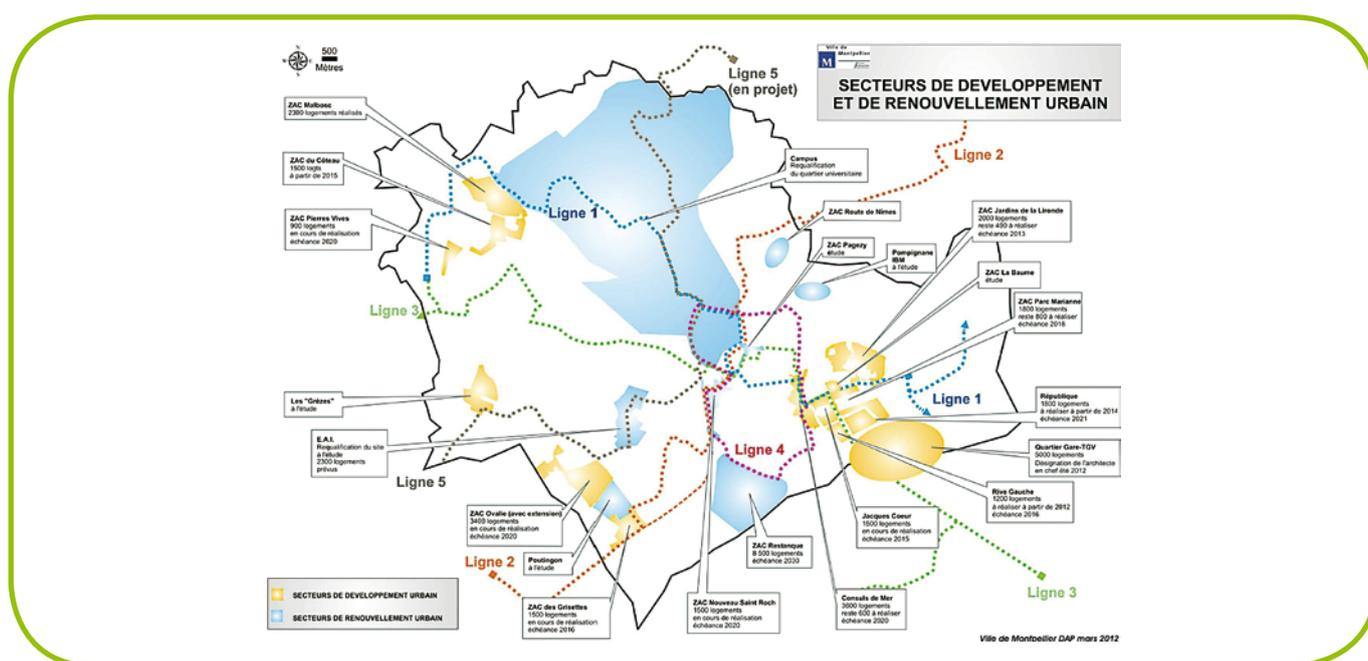 500
Mètres
Ville de
Montpellier
M
SECTEURS DE DEVELOPPEMENT
ET DE RENOUVELLEMENT URBAIN
Ligne 5
(en projet)
Ligne 2
ZAC Malbosc
2300 logements réalisés
ZAC du Côteau
1500 logts
à partir de 2015
ZAC Pierres Vives
900 logements
en cours de réalisation
échéance 2020
Campus
Requalification
du quartier universitaire
Ligne 1
ZAC Route de Nimes
ZAC Pagezy
étude
Pompignane
IBM
à l'étude
ZAC Jardins de la Lironde
2000 logements
reste 400 à réaliser
échéance 2013
ZAC La Baume
étude
ZAC Parc Marianne
1800 logements
reste 800 à réaliser
échéance 2018
Ligne 3
Les "Grèzes"
à l'étude
E.A.I.
Requalification du site
à l'étude
2300 logements
prévus
Ligne 5
Ligne 4
Ligne 1
République
1800 logements
à réaliser à partir de 2014
échéance 2021
Quartier Gare-TGV
5000 logements
Désignation de l'architecte
en chef été 2012
Rive Gauche
1200 logements
à réaliser à partir de 2012
échéance 2016
ZAC Ovalie (avec extension)
3400 logements
en cours de réalisation
échéance 2020
Poutingon
à l'étude
Ligne 2
ZAC des Grisettes
1500 logements
en cours de réalisation
échéance 2016
ZAC Restanque
8 500 logements
échéance 2030
ZAC Nouveau Saint Roch
1500 logements
en cours de réalisation
échéance 2020
Jacques Coeur
1500 logements
en cours de réalisation
échéance 2015
Consuls de Mer
3000 logements
reste 600 à réaliser
échéance 2020
Ligne 3
SECTEURS DE DEVELOPPEMENT URBAIN
SECTEURS DE RENOUVELLEMENT URBAIN
Ville de Montpellier DAP mars 2012